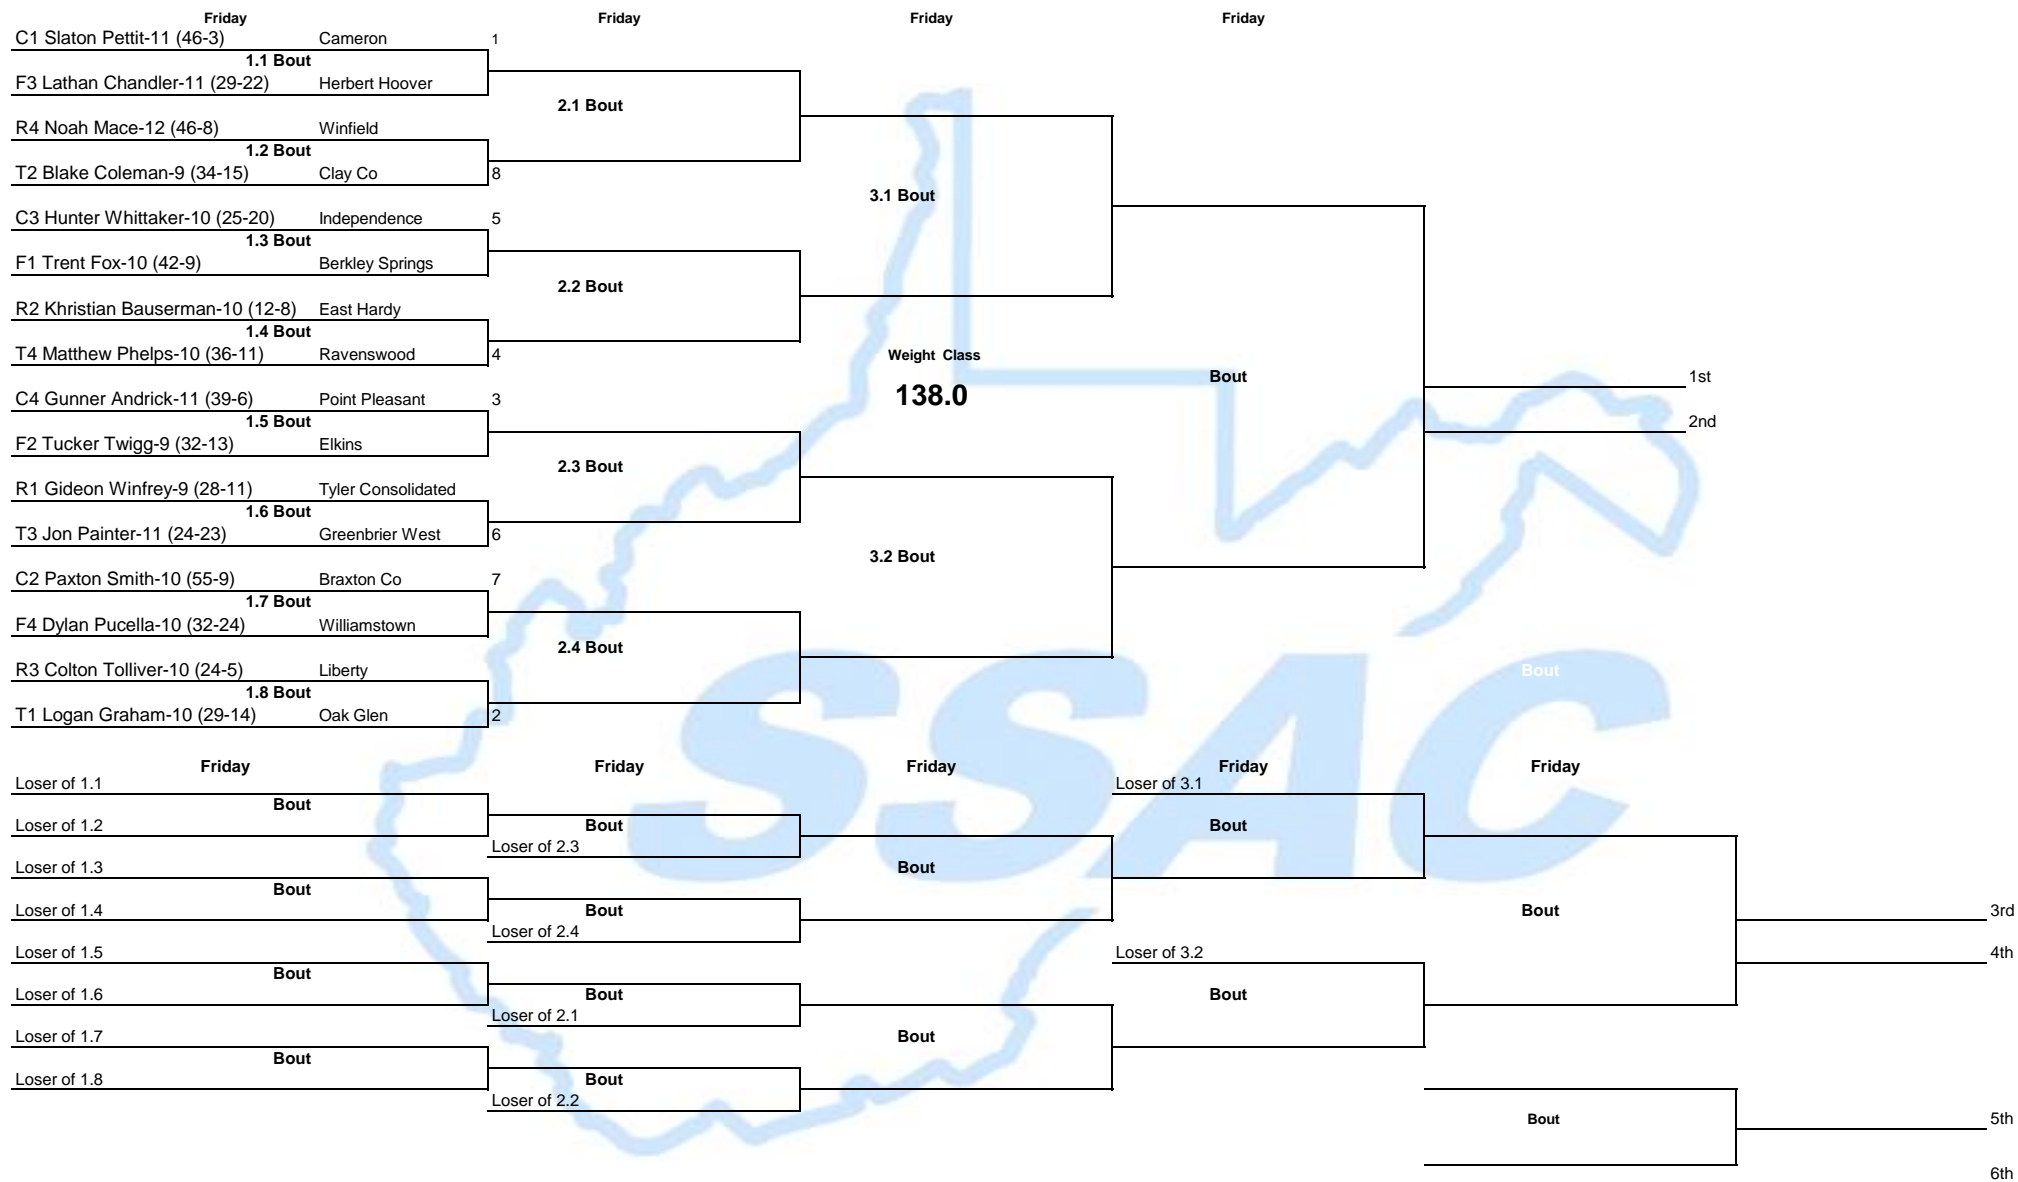 Friday Friday Friday Friday
C1 Slaton Pettit-11 (46-3) Cameron 1
1.1 Bout
F3 Lathan Chandler-11 (29-22) Herbert Hoover
2.1 Bout
R4 Noah Mace-12 (46-8) Winfield
1.2 Bout
T2 Blake Coleman-9 (34-15) Clay Co 8
3.1 Bout
C3 Hunter Whittaker-10 (25-20) Independence 5
1.3 Bout
F1 Trent Fox-10 (42-9) Berkley Springs
2.2 Bout
R2 Khristian Bauserman-10 (12-8) East Hardy
1.4 Bout
T4 Matthew Phelps-10 (36-11) Ravenswood 4
Weight Class
Bout 1st
138.0
C4 Gunner Andrick-11 (39-6) Point Pleasant 3
1.5 Bout 2nd
F2 Tucker Twigg-9 (32-13) Elkins
2.3 Bout
R1 Gideon Winfrey-9 (28-11) Tyler Consolidated
1.6 Bout
T3 Jon Painter-11 (24-23) Greenbrier West 6
3.2 Bout
C2 Paxton Smith-10 (55-9) Braxton Co 7
1.7 Bout
F4 Dylan Pucella-10 (32-24) Williamstown
2.4 Bout
R3 Colton Tolliver-10 (24-5) Liberty Bout
1.8 Bout
T1 Logan Graham-10 (29-14) Oak Glen 2
SSAC
Friday Friday Friday Friday Friday
Loser of 1.1 Loser of 3.1
Bout
Loser of 1.2 Bout Bout
Loser of 2.3
Loser of 1.3 Bout
Bout
Loser of 1.4 Bout Bout 3rd
Loser of 2.4
Loser of 1.5 Loser of 3.2 4th
Bout
Loser of 1.6 Bout Bout
Loser of 2.1
Loser of 1.7 Bout
Bout
Loser of 1.8 Bout
Loser of 2.2
Bout 5th
6th